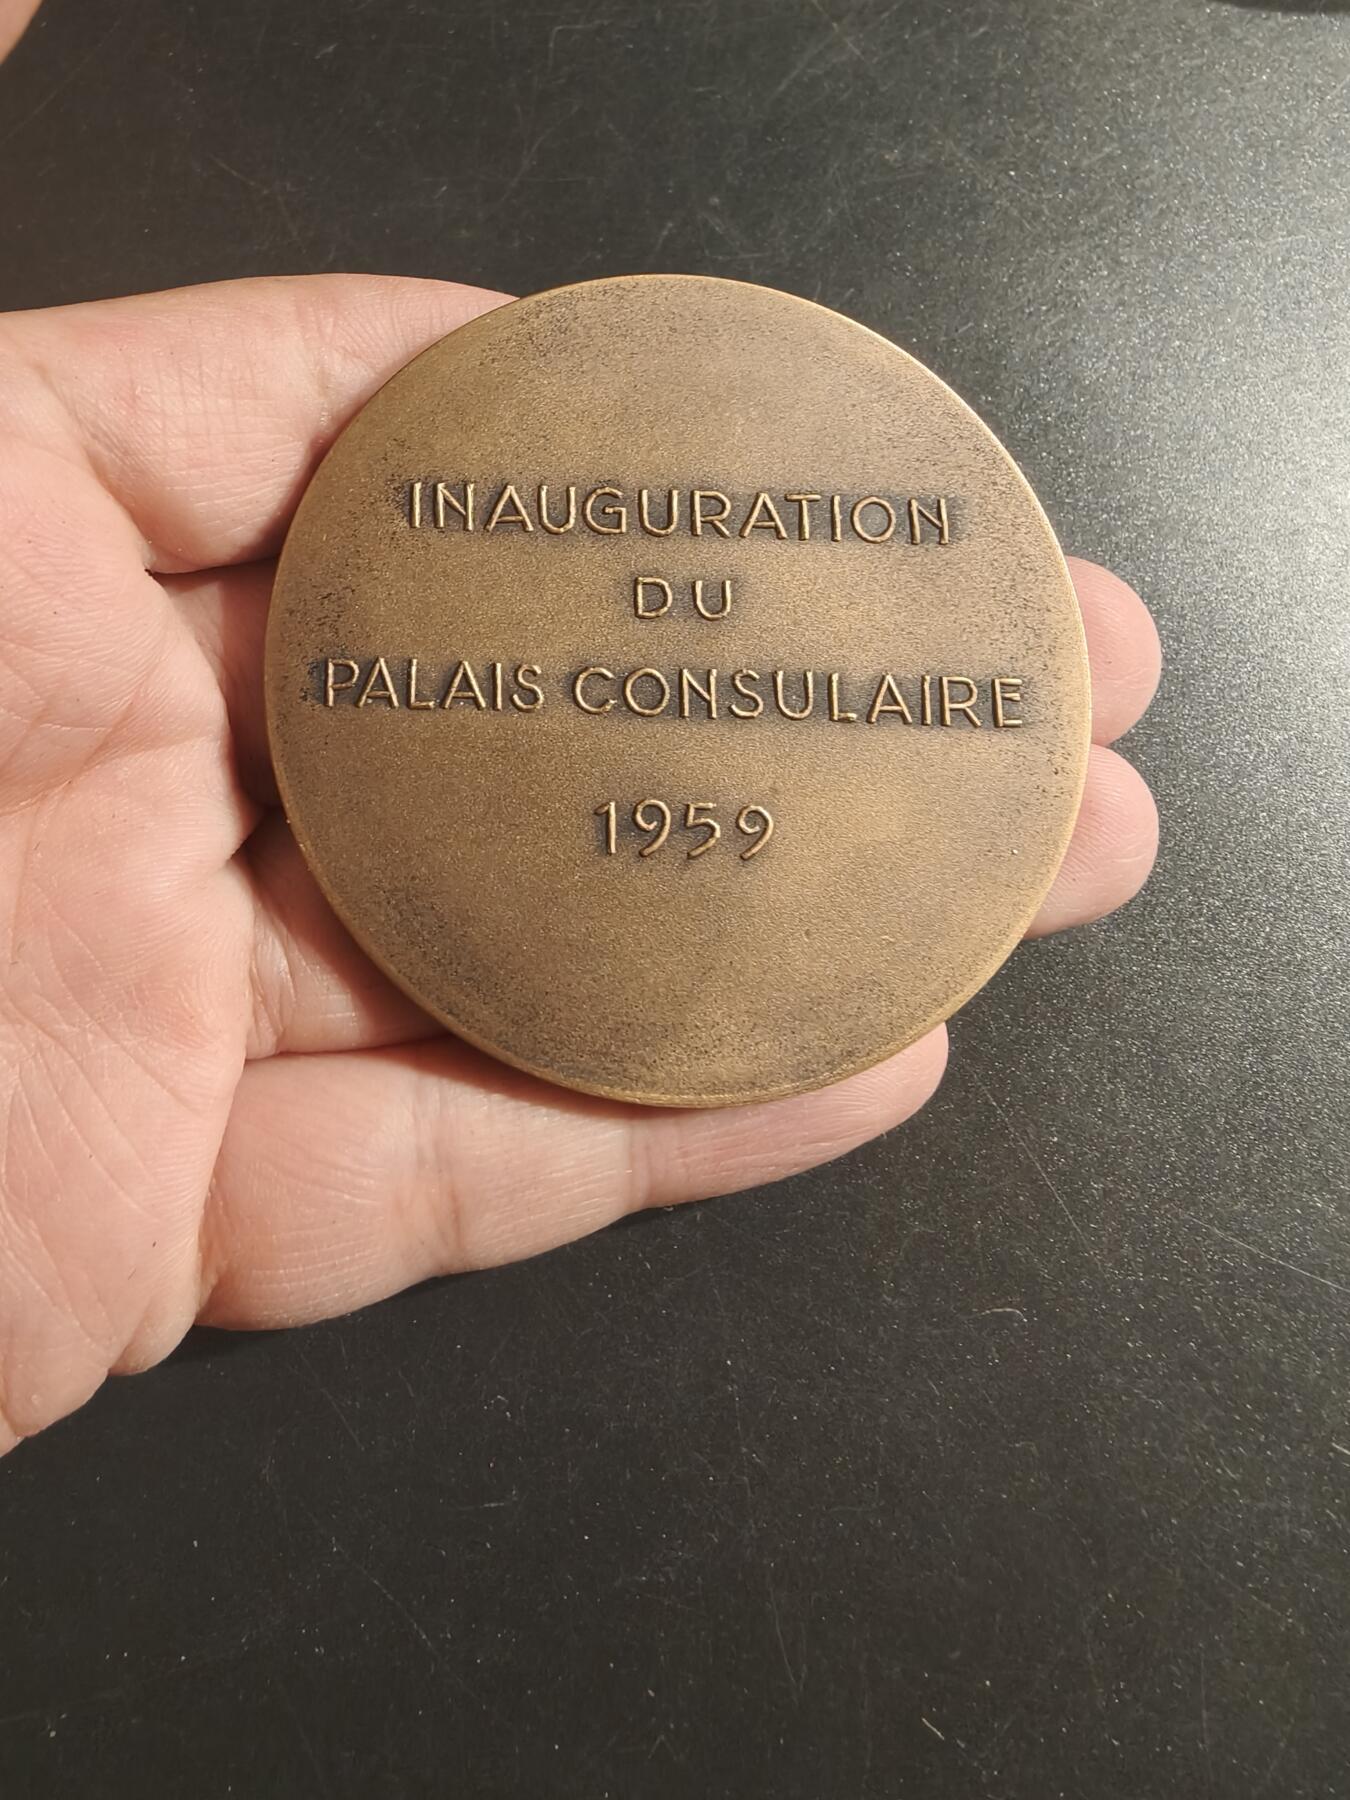 INAUGURATION
DU
PALAIS CONSULAIRE
1959